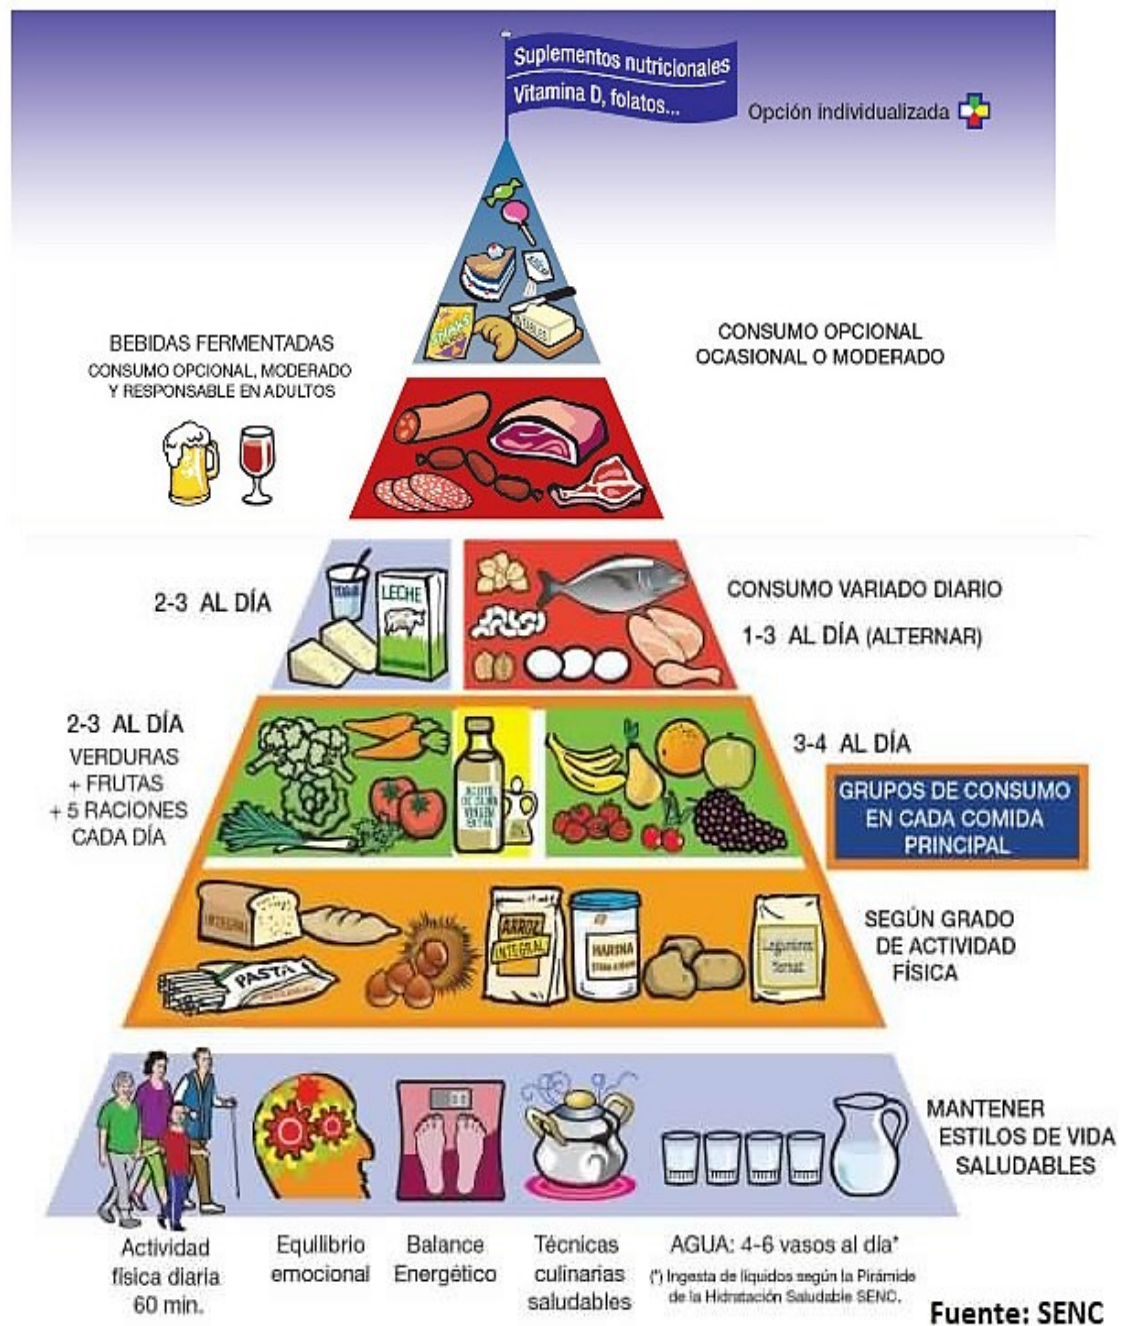 Suplementos nutricionales
Vitamina D, folatos...
Opción individualizada
BEBIDAS FERMENTADAS
CONSUMO OPCIONAL, MODERADO
Y RESPONSABLE EN ADULTOS
CONSUMO OPCIONAL
OCASIONAL O MODERADO
2-3 AL DÍA
LECHE
CONSUMO VARIADO DIARIO
1-3 AL DÍA (ALTERNAR)
2-3 AL DÍA
VERDURAS
+ FRUTAS
+ 5 RACIONES
CADA DÍA
ACEITE
DE OLIVA
VIRGEN
EXTRA
3-4 AL DÍA
GRUPOS DE CONSUMO
EN CADA COMIDA
PRINCIPAL
INTEGRAL
PASTA
ARROZ
INTEGRAL
HARINA
SEGÚN GRADO
DE ACTIVIDAD
FÍSICA
MANTENER
ESTILOS DE VIDA
SALUDABLES
Actividad
física diaria
60 min.
Equilibrio
emocional
Balance
Energético
Técnicas
culinarias
saludables
AGUA: 4-6 vasos al día*
(*) Ingesta de líquidos según la Pirámide
de la Hidratación Saludable SENC.
Fuente: SENC